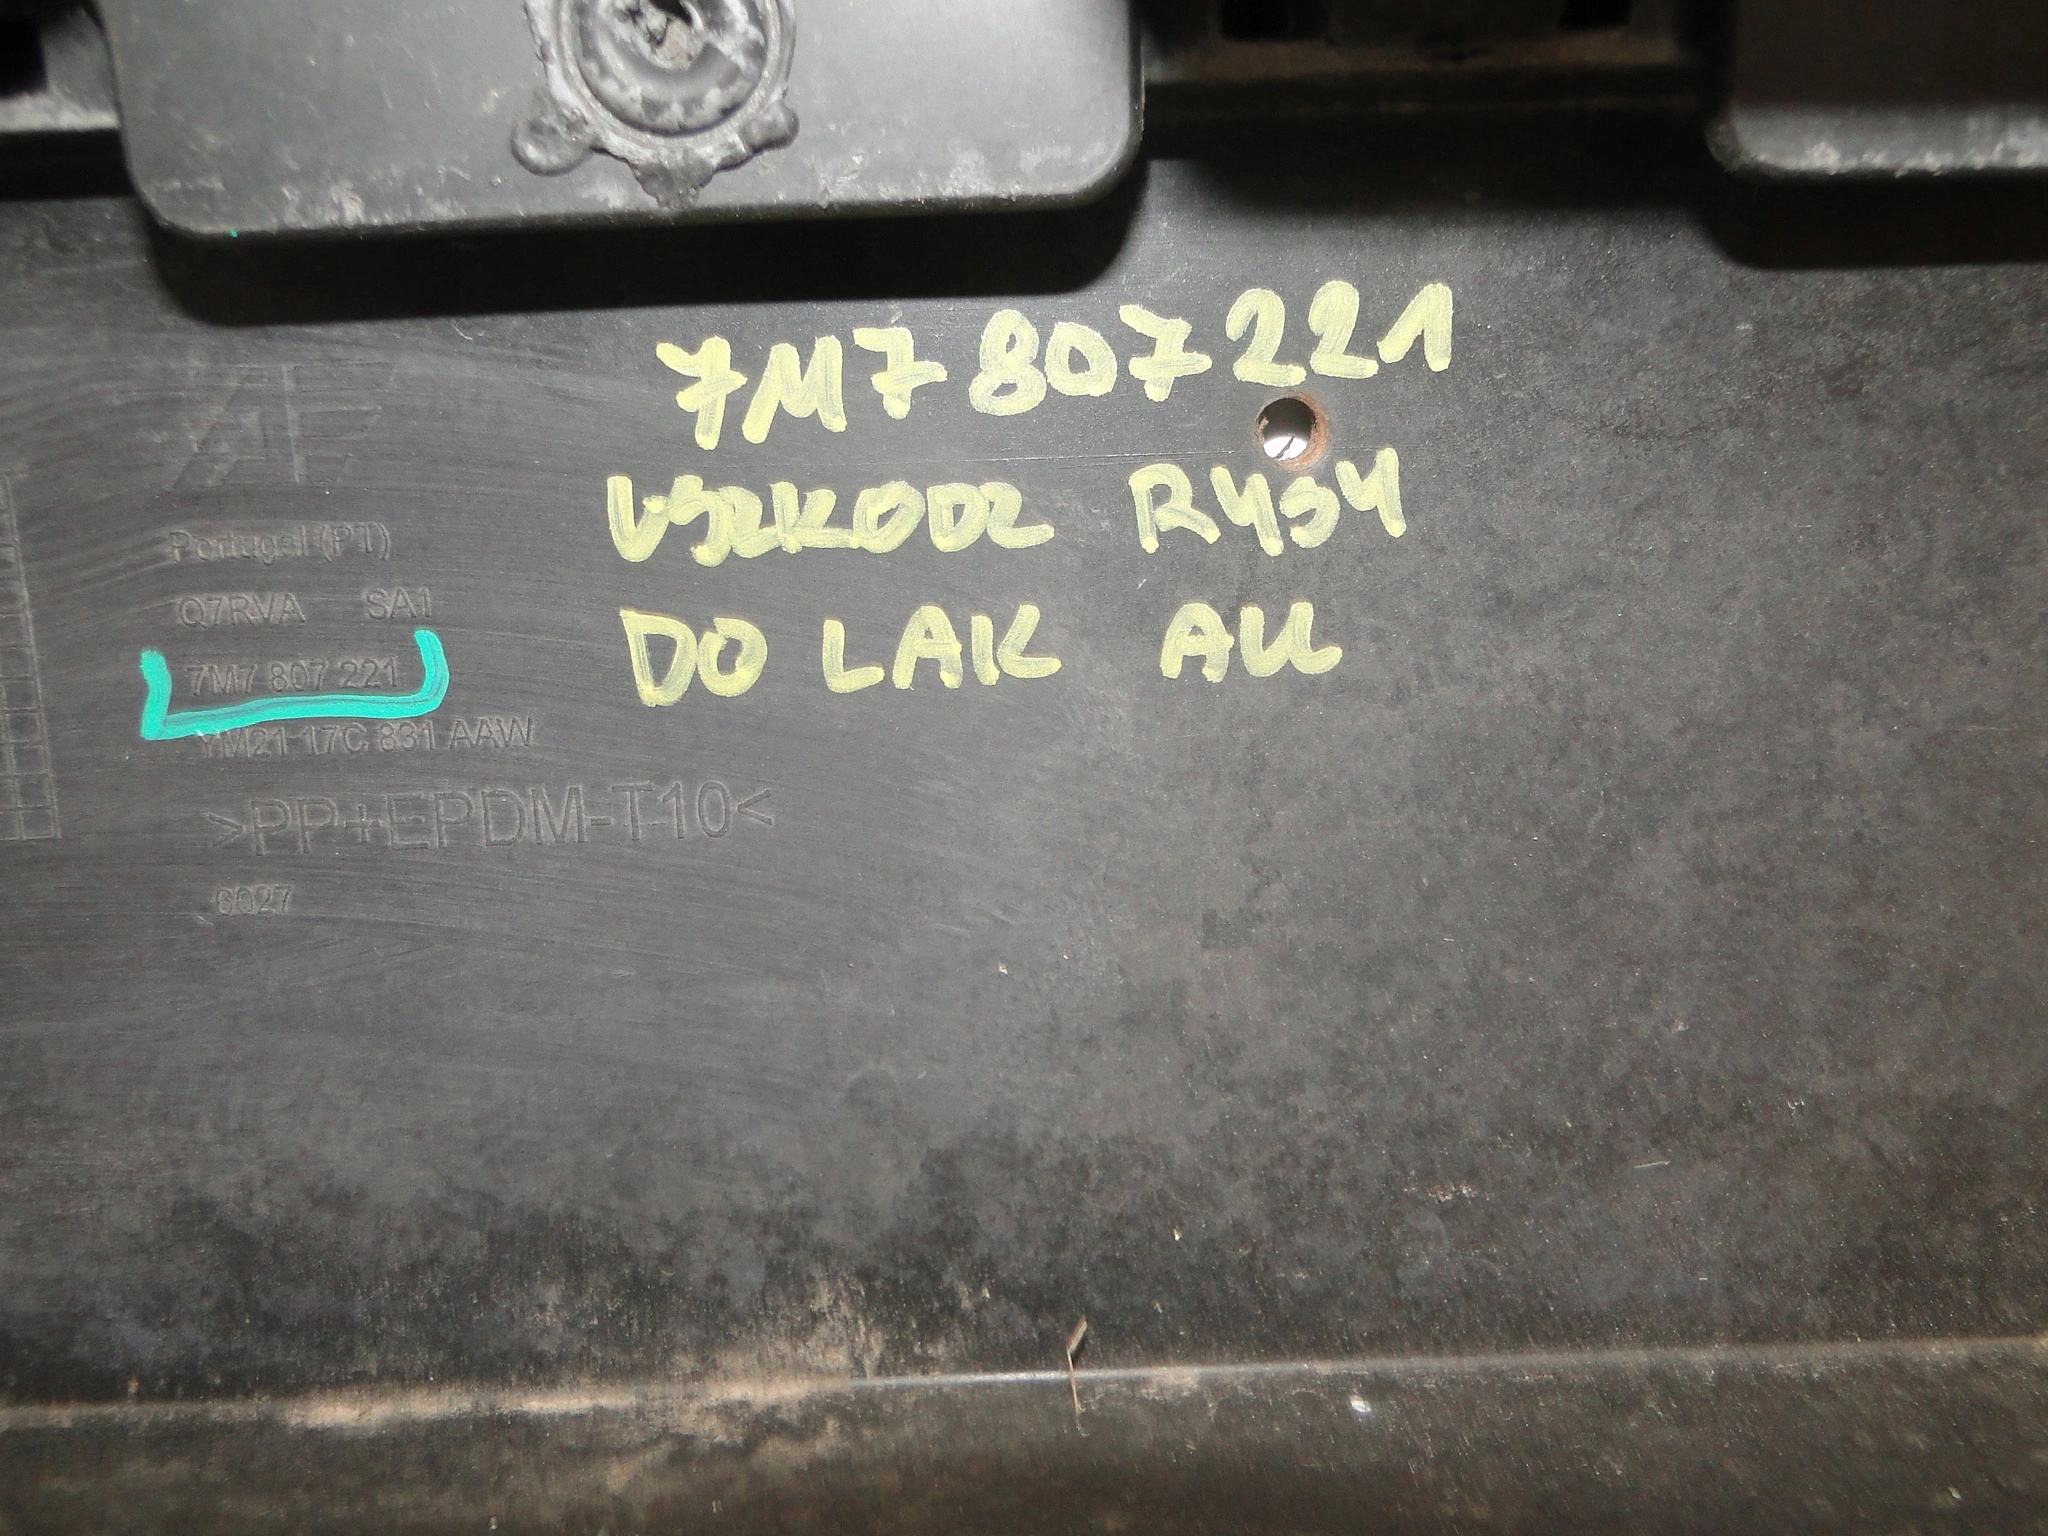 7M7 807 221
USZKODZ RYSY
DO LAK AU
Portugal (PT)
Q7RVA SA1
7M7 807 221
YM21 17C 831 AAW
>PP+EPDM-T10<
6027